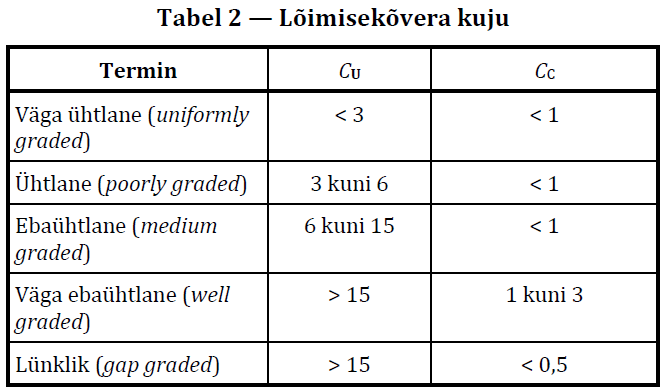 Tabel 2 — Lõimisekõvera kuju
Termin CU CC
Väga ühtlane (uniformly graded) < 3 < 1
Ühtlane (poorly graded) 3 kuni 6 < 1
Ebaühtlane (medium graded) 6 kuni 15 < 1
Väga ebaühtlane (well graded) > 15 1 kuni 3
Lünklik (gap graded) > 15 < 0,5